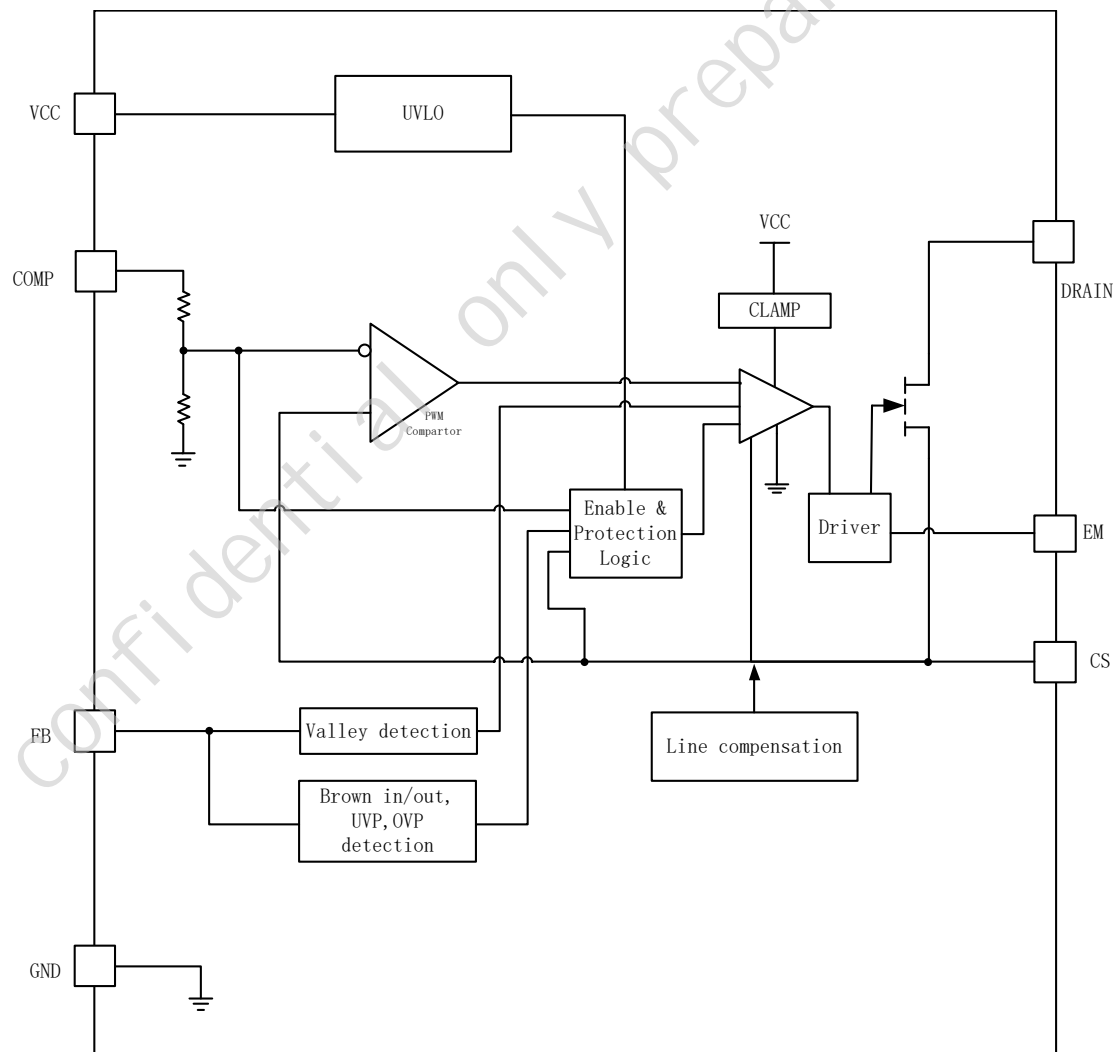 confidential only prepar
VCC
UVLO
COMP
VCC
CLAMP
DRAIN
PWM
Compartor
Enable &
Protection
Logic
Driver
EM
CS
FB
Valley detection
Line compensation
Brown in/out,
UVP,OVP
detection
GND